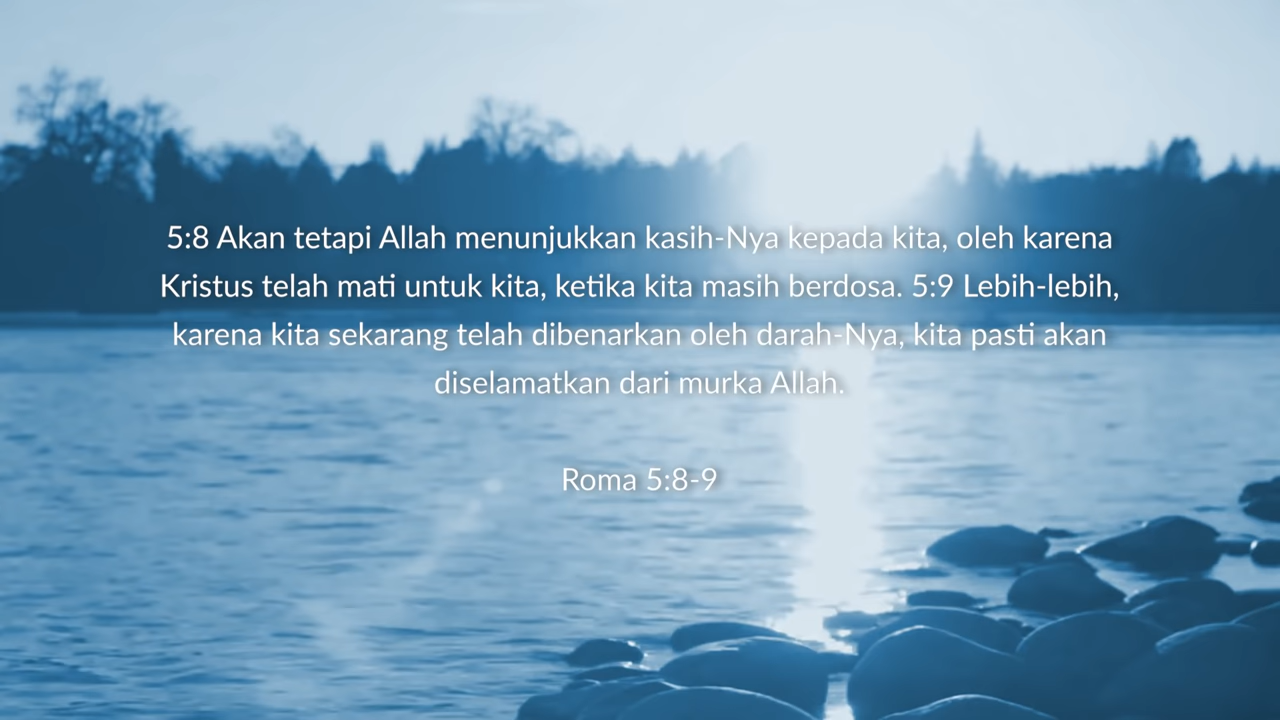 5:8 Akan tetapi Allah menunjukkan kasih-Nya kepada kita, oleh karena
Kristus telah mati untuk kita, ketika kita masih berdosa. 5:9 Lebih-lebih,
karena kita sekarang telah dibenarkan oleh darah-Nya, kita pasti akan
diselamatkan dari murka Allah.
Roma 5:8-9